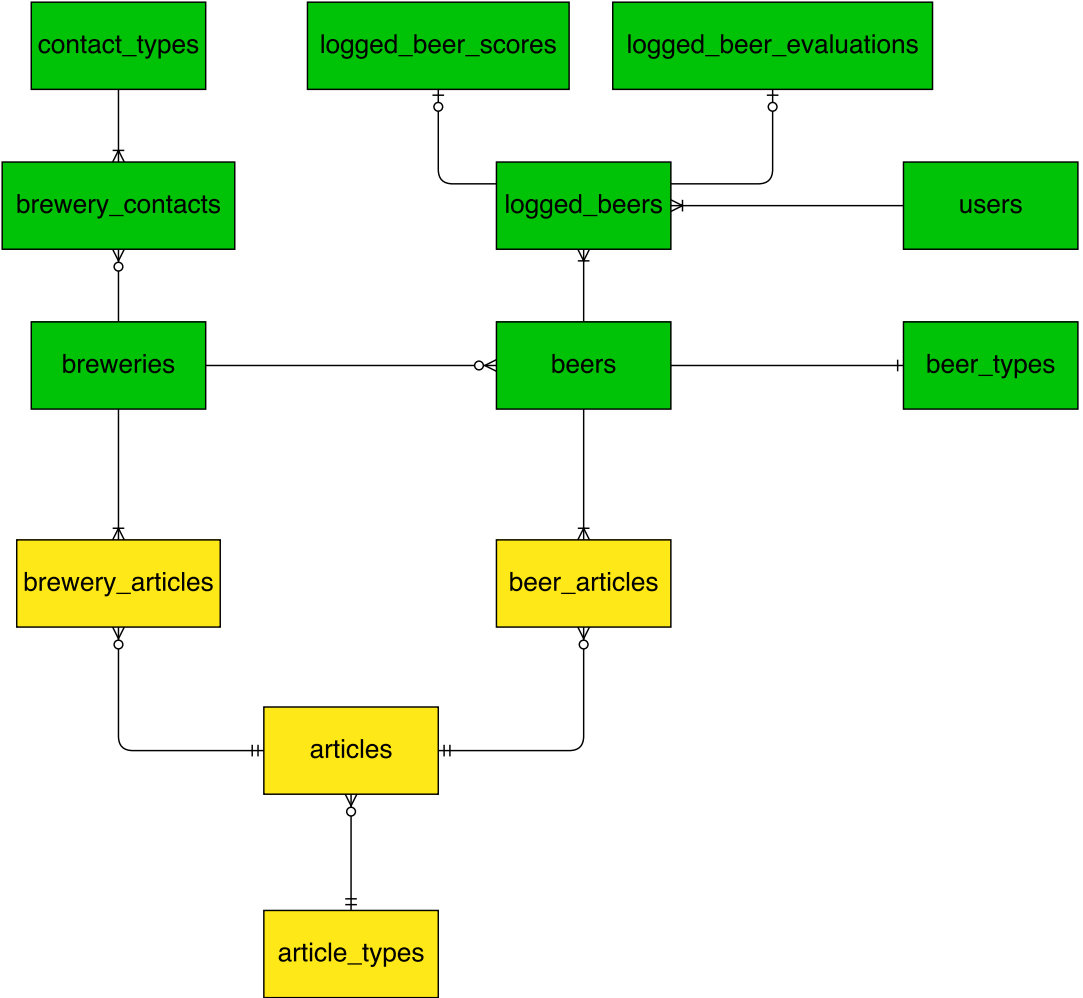 contact_types
logged_beer_scores
logged_beer_evaluations
brewery_contacts
logged_beers
users
breweries
beers
beer_types
brewery_articles
beer_articles
articles
article_types